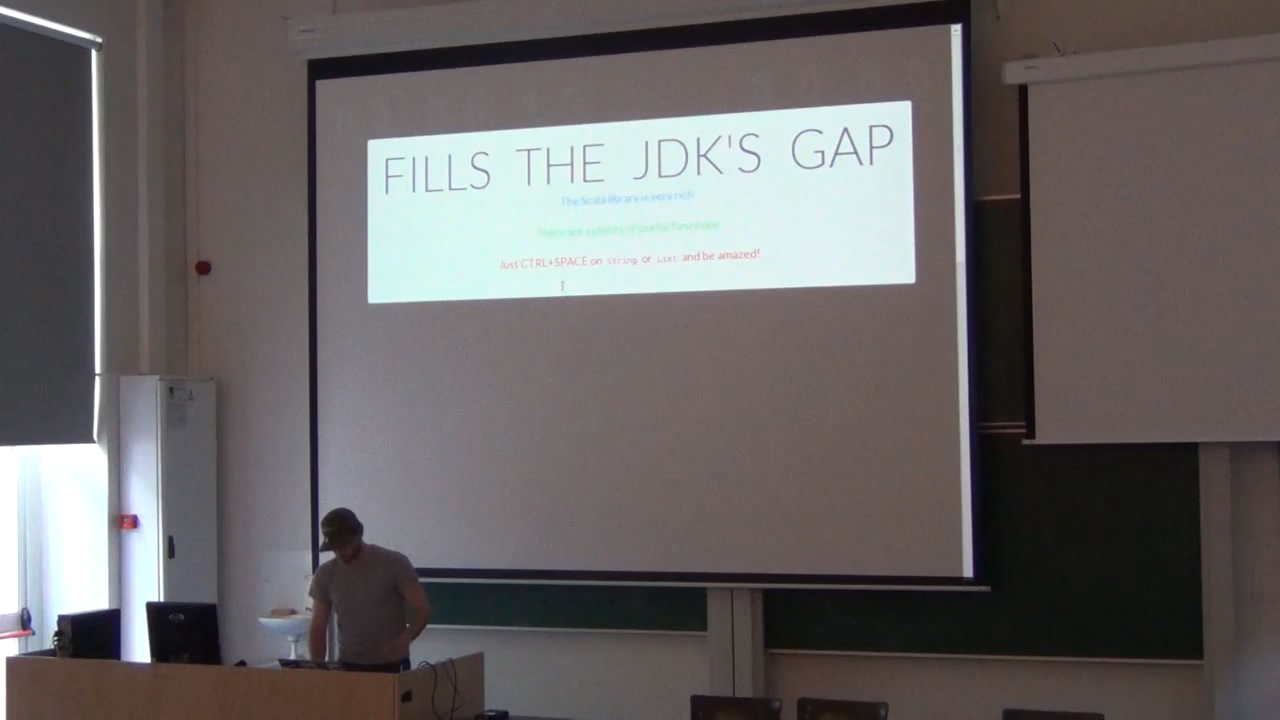 FILLS THE JDK'S GAP
The Scala library is very rich
There are a plenty of useful functions
Just CTRL+SPACE on String or List and be amazed!